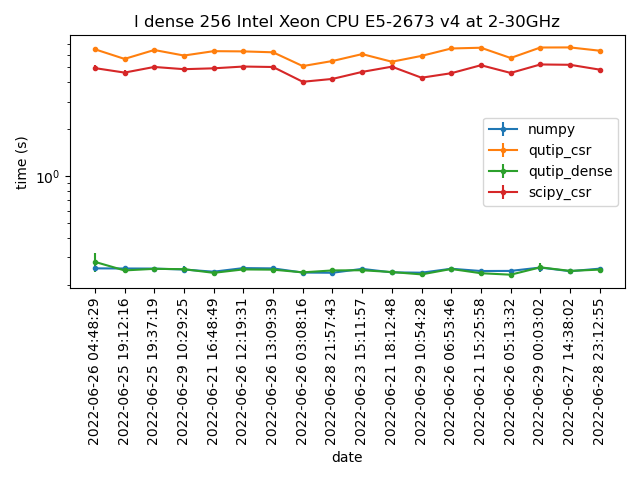 l dense 256 Intel Xeon CPU E5-2673 v4 at 2-30GHz
time (s)
10⁰
numpy
qutip_csr
qutip_dense
scipy_csr
2022-06-26 04:48:29
2022-06-25 19:12:16
2022-06-25 19:37:19
2022-06-29 10:29:25
2022-06-21 16:48:49
2022-06-26 12:19:31
2022-06-26 13:09:39
2022-06-26 03:08:16
2022-06-28 21:57:43
2022-06-23 15:11:57
2022-06-21 18:12:48
2022-06-29 10:54:28
2022-06-26 06:53:46
2022-06-21 15:25:58
2022-06-26 05:13:32
2022-06-29 00:03:02
2022-06-27 14:38:02
2022-06-28 23:12:55
date